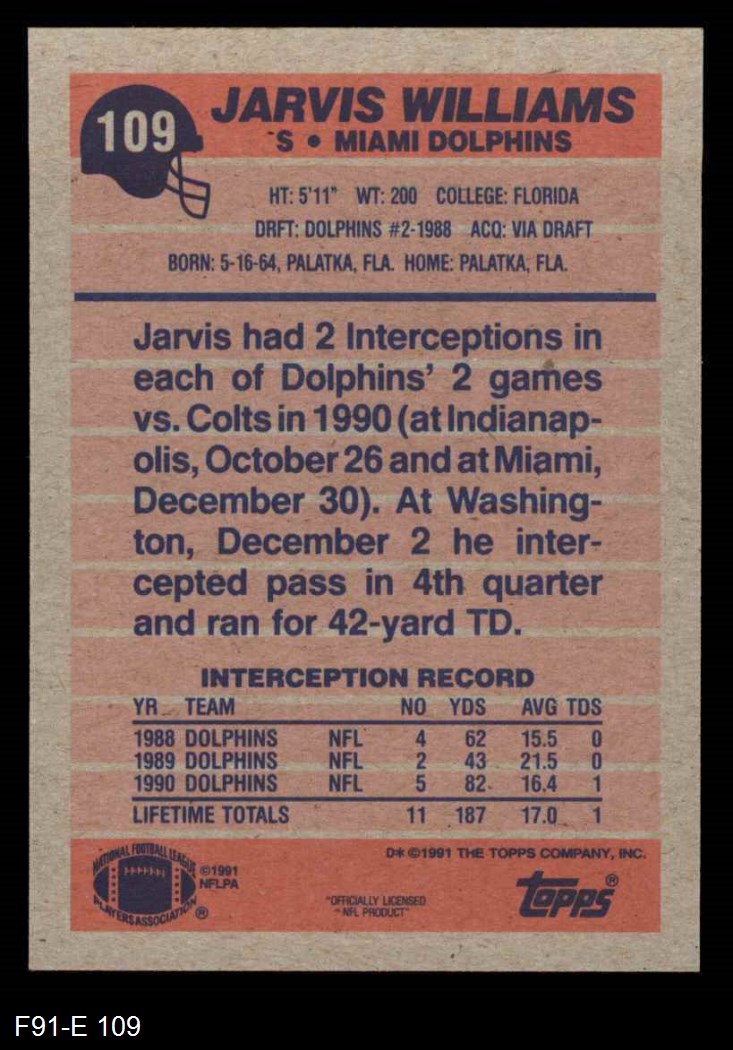 109
JARVIS WILLIAMS
S • MIAMI DOLPHINS
HT: 5'11" WT: 200 COLLEGE: FLORIDA
DRFT: DOLPHINS #2-1988 ACQ: VIA DRAFT
BORN: 5-16-64, PALATKA, FLA. HOME: PALATKA, FLA.
Jarvis had 2 Interceptions in
each of Dolphins' 2 games
vs. Colts in 1990 (at Indianap-
olis, October 26 and at Miami,
December 30). At Washing-
ton, December 2 he inter-
cepted pass in 4th quarter
and ran for 42-yard TD.
INTERCEPTION RECORD
YR TEAM NO YDS AVG TDS
1988 DOLPHINS NFL 4 62 15.5 0
1989 DOLPHINS NFL 2 43 21.5 0
1990 DOLPHINS NFL 5 82 16.4 1
LIFETIME TOTALS 11 187 17.0 1
NATIONAL FOOTBALL LEAGUE
PLAYERS ASSOCIATION ®
©1991
NFLPA
"OFFICIALLY LICENSED
NFL PRODUCT"
D* ©1991 THE TOPPS COMPANY, INC.
topps ®
F91-E 109